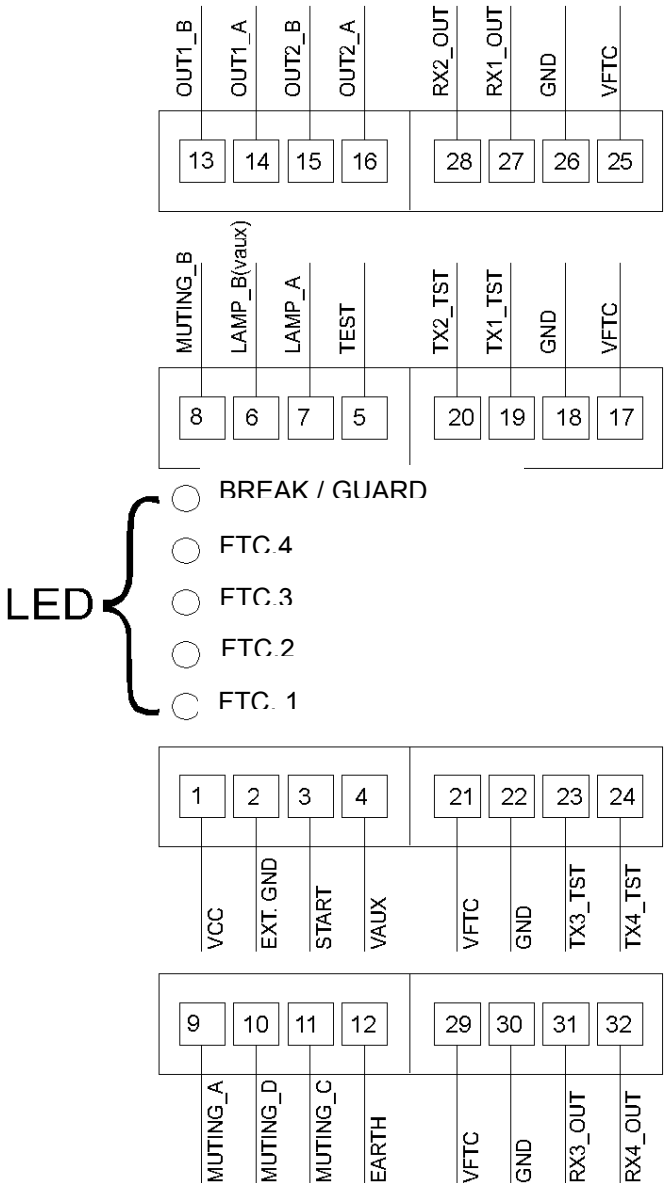 OUT1_B OUT1_A OUT2_B OUT2_A RX2_OUT RX1_OUT GND VFTC
13 14 15 16 28 27 26 25
MUTING_B LAMP_B(vaux) LAMP_A TEST TX2_TST TX1_TST GND VFTC
8 6 7 5 20 19 18 17
BREAK / GUARD
FTC.4
FTC.3
LED
FTC.2
FTC. 1
1 2 3 4 21 22 23 24
VCC EXT. GND START VAUX VFTC GND TX3_TST TX4_TST
9 10 11 12 29 30 31 32
MUTING_A MUTING_D MUTING_C EARTH VFTC GND RX3_OUT RX4_OUT